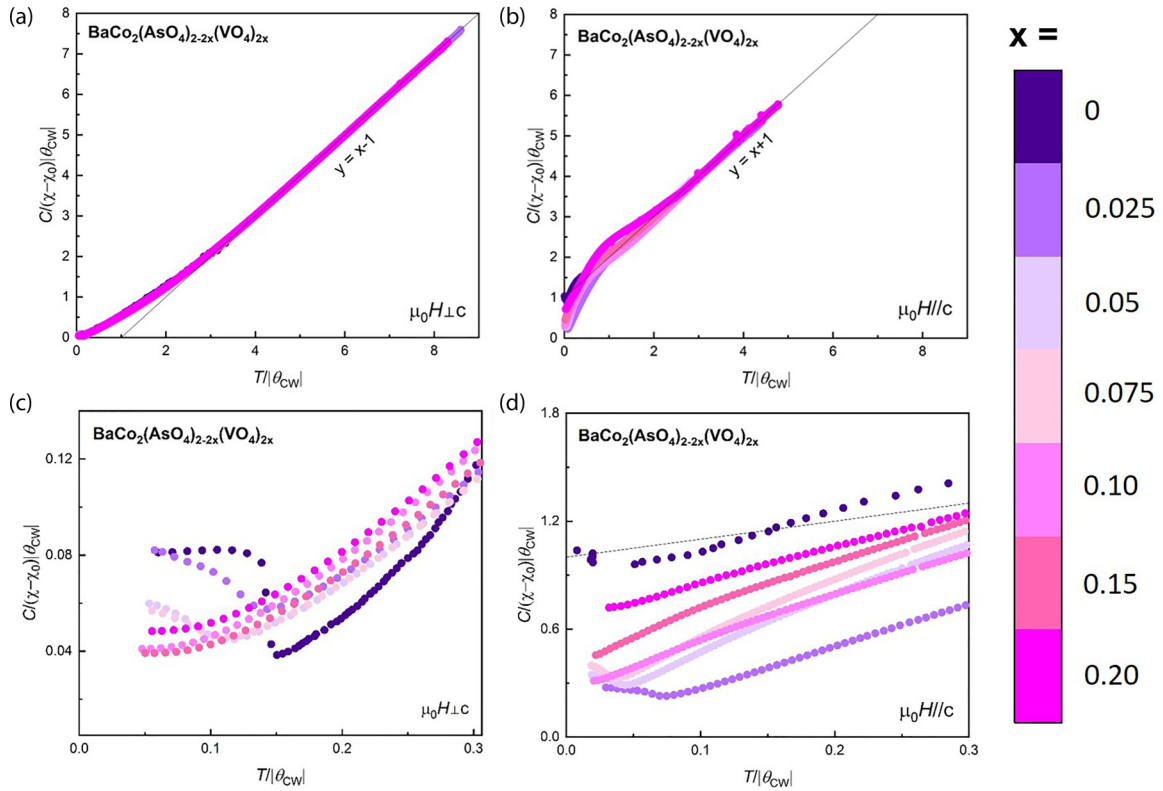 (a)
BaCo₂(AsO₄)₂₋₂ₓ(VO₄)₂ₓ
8
7
6
5
4
3
2
1
0
C/(χ−χ₀)|θCW|
y = x-1
μ₀H⊥c
0 2 4 6 8
T/|θCW|
(b)
BaCo₂(AsO₄)₂₋₂ₓ(VO₄)₂ₓ
8
7
6
5
4
3
2
1
0
C/(χ−χ₀)|θCW|
y = x+1
μ₀H//c
0 2 4 6 8
T/|θCW|
(c)
BaCo₂(AsO₄)₂₋₂ₓ(VO₄)₂ₓ
0.12
0.08
0.04
C/(χ−χ₀)|θCW|
μ₀H⊥c
0.0 0.1 0.2 0.3
T/|θCW|
(d)
BaCo₂(AsO₄)₂₋₂ₓ(VO₄)₂ₓ
1.8
1.2
0.6
0.0
C/(χ−χ₀)|θCW|
μ₀H//c
0.0 0.1 0.2 0.3
T/|θCW|
x =
0
0.025
0.05
0.075
0.10
0.15
0.20